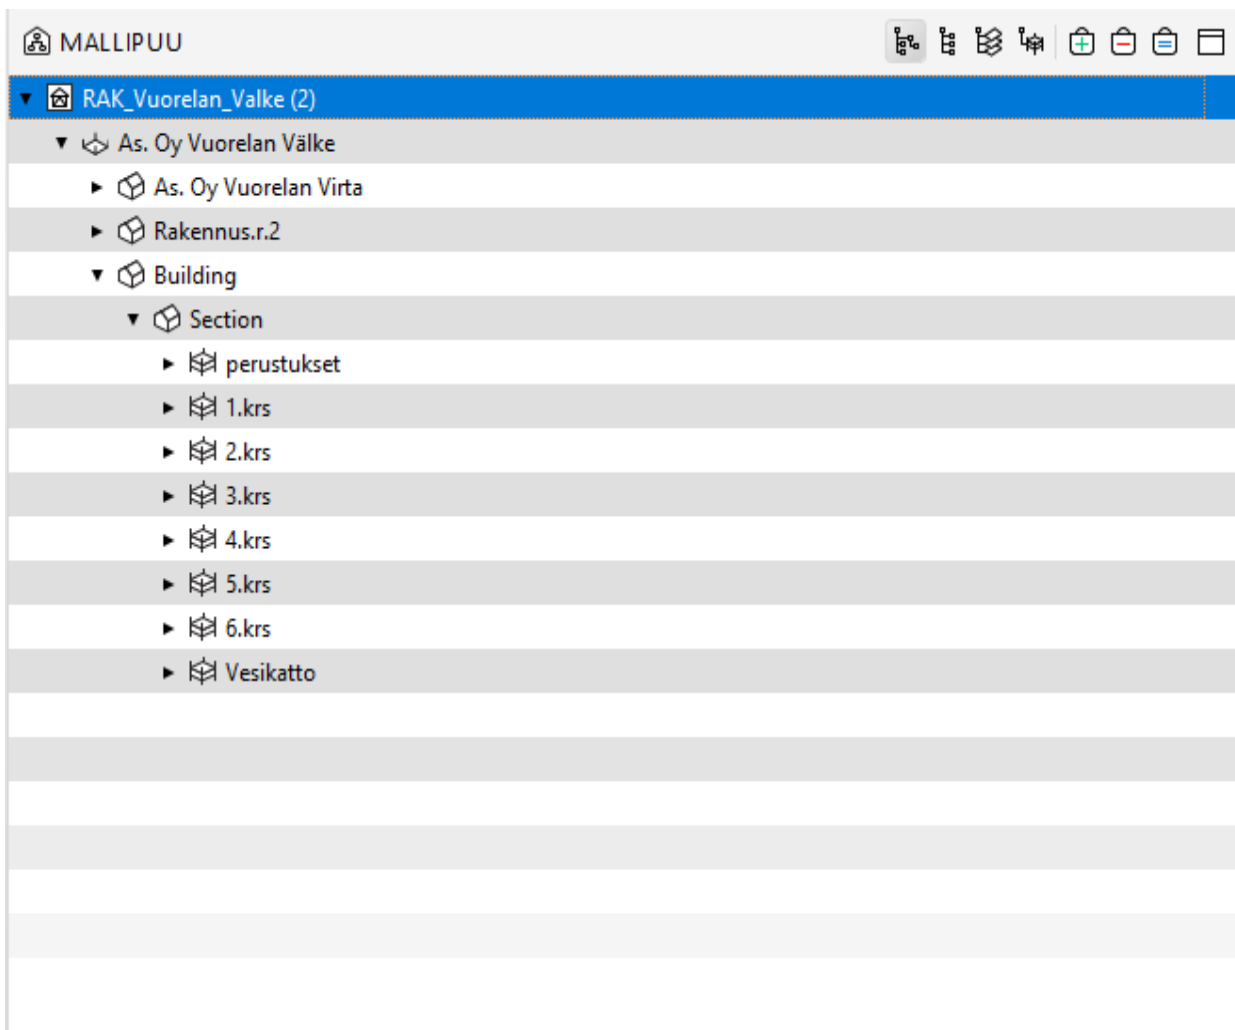 MALLIPUU
RAK_Vuorelan_Valke (2)
As. Oy Vuorelan Välke
As. Oy Vuorelan Virta
Rakennus.r.2
Building
Section
perustukset
1.krs
2.krs
3.krs
4.krs
5.krs
6.krs
Vesikatto